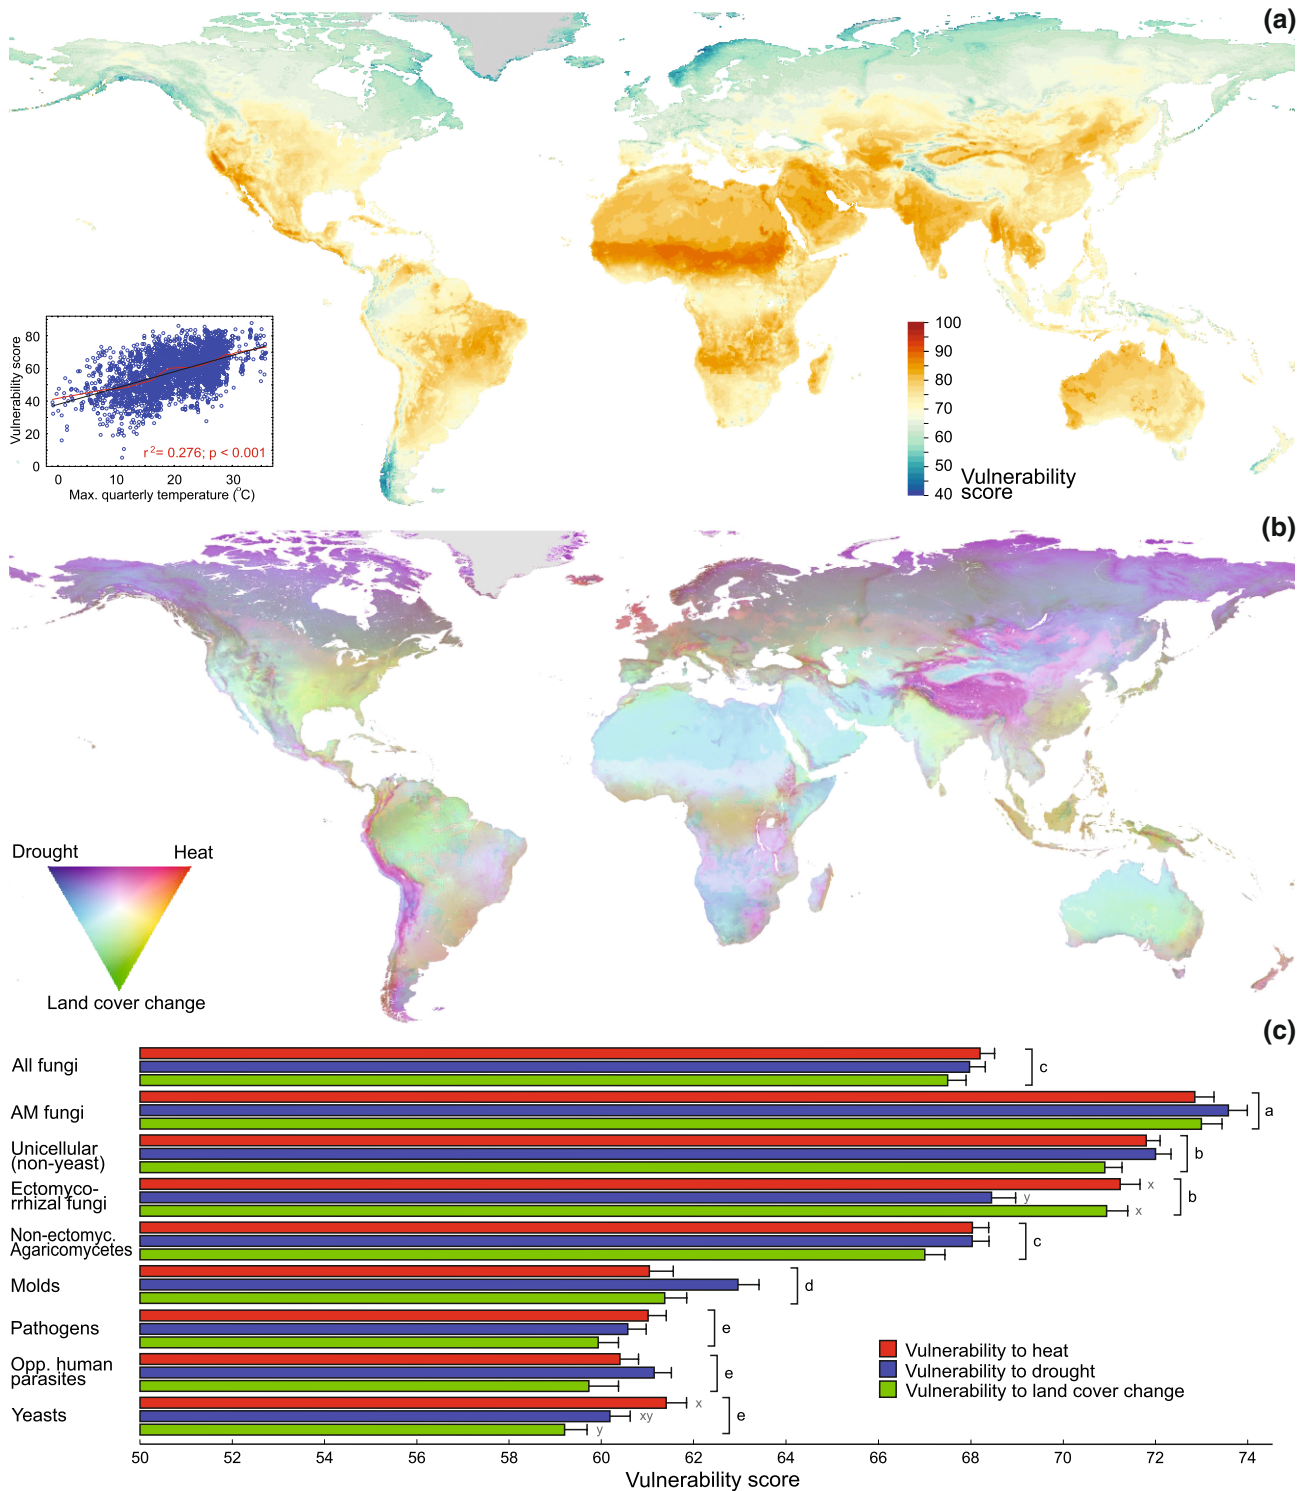 (a)
80
60
40
20
0
Vulnerability score
r²= 0.276; p < 0.001
0 10 20 30
Max. quarterly temperature (°C)
100
90
80
70
60
50
40
Vulnerability
score
(b)
Drought Heat
Land cover change
(c)
All fungi
c
AM fungi
a
Unicellular
(non-yeast)
b
Ectomyco-
rrhizal fungi
x
y
x
b
Non-ectomyc.
Agaricomycetes
c
Molds
d
Pathogens
e
Opp. human
parasites
e
Yeasts
x
xy
y
e
Vulnerability to heat
Vulnerability to drought
Vulnerability to land cover change
50 52 54 56 58 60 62 64 66 68 70 72 74
Vulnerability score